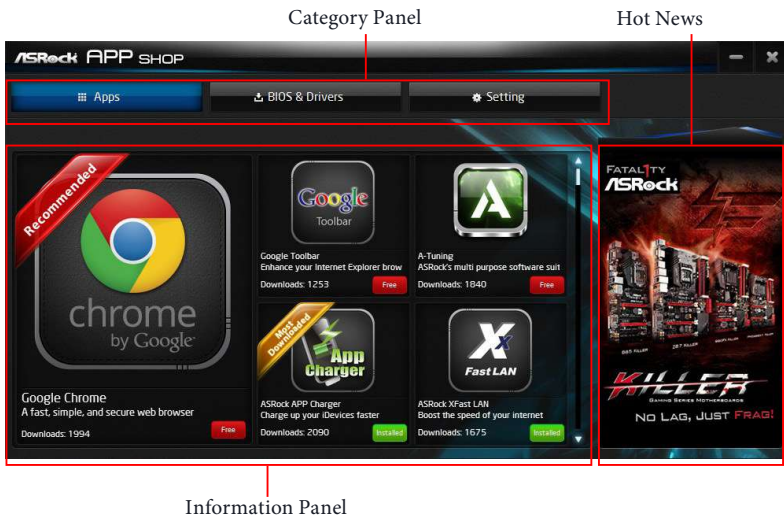 Category Panel
Hot News
ASRock APP SHOP
Apps
BIOS & Drivers
Setting
Recommended
chrome
by Google
Google Chrome
A fast, simple, and secure web browser
Downloads: 1994
Free
Google
Toolbar
Google Toolbar
Enhance your Internet Explorer brow
Downloads: 1253
Free
A-Tuning
ASRock's multi purpose software suit
Downloads: 1840
Free
Most
Downloaded
App
Charger
ASRock APP Charger
Charge up your iDevices faster
Downloads: 2090
Installed
X
Fast LAN
ASRock XFast LAN
Boost the speed of your internet
Downloads: 1675
Installed
FATAL1TY
ASRock
KILLER
GAMING SERIES MOTHERBOARDS
NO LAG, JUST FRAG!
Information Panel